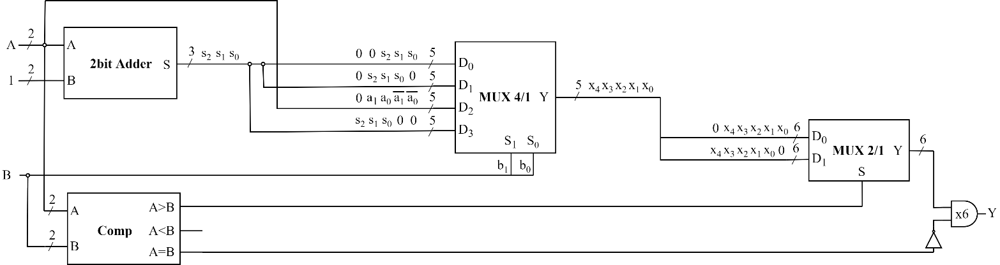 A 2 A
2bit Adder S
1 2 B
3 s₂ s₁ s₀
0 0 s₂ s₁ s₀ 5 D₀
0 s₂ s₁ s₀ 0 5 D₁
0 a₁ a₀ a̅₁ a̅₀ 5 D₂
s₂ s₁ s₀ 0 0 5 D₃
MUX 4/1 Y
S₁ S₀
b₁ b₀
5 x₄ x₃ x₂ x₁ x₀
0 x₄ x₃ x₂ x₁ x₀ 6 D₀
x₄ x₃ x₂ x₁ x₀ 0 6 D₁
MUX 2/1 Y
S
6
B
2 A
2 B
Comp
A>B
A<B
A=B
x6 Y